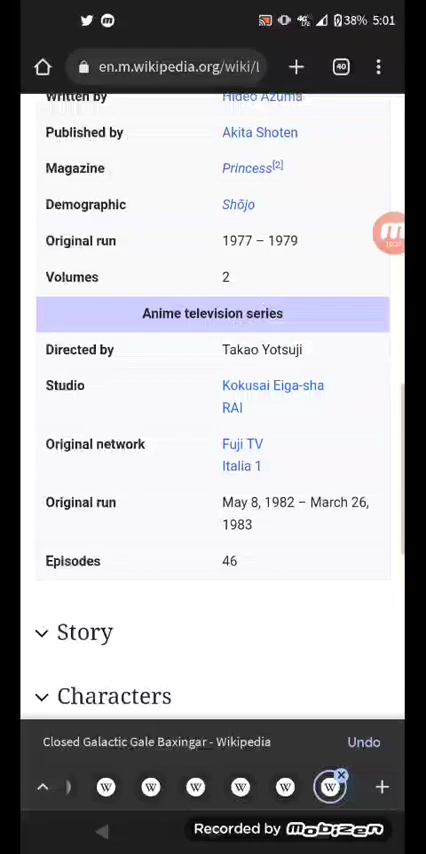 38% 5:01
en.m.wikipedia.org/wiki/l
40
Written by Hideo Azuma
Published by Akita Shoten
Magazine Princess[2]
Demographic Shōjo
Original run 1977 – 1979
Volumes 2
Anime television series
Directed by Takao Yotsuji
Studio Kokusai Eiga-sha
RAI
Original network Fuji TV
Italia 1
Original run May 8, 1982 – March 26,
1983
Episodes 46
Story
Characters
Closed Galactic Gale Baxingar - Wikipedia Undo
W W W W W W
Recorded by mobizen